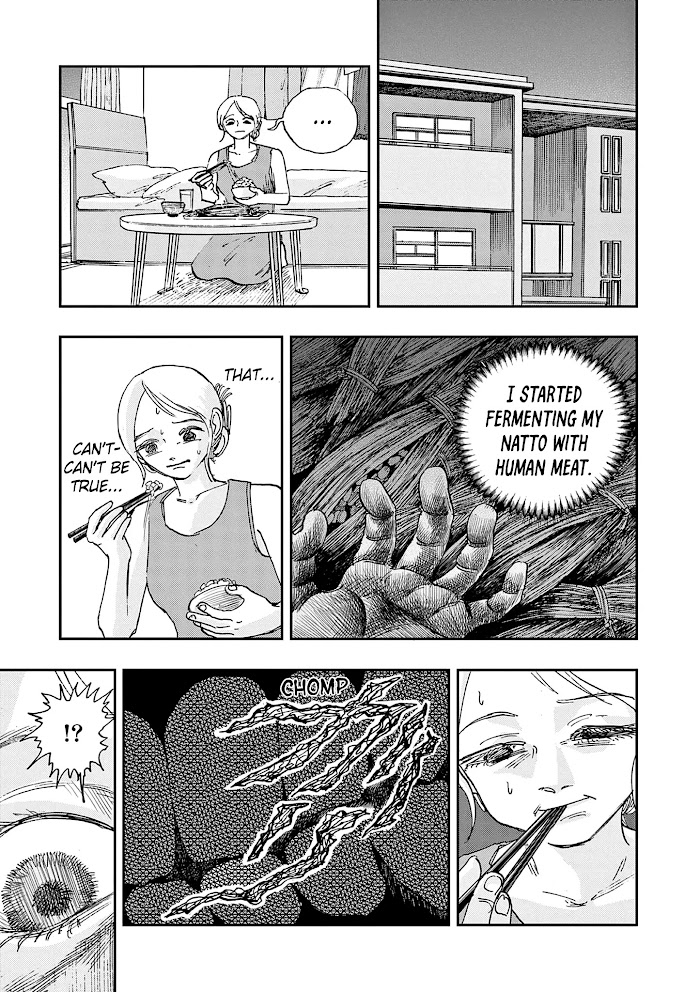 ...
I STARTED
FERMENTING MY
NATTO WITH
HUMAN MEAT.
THAT...
CAN'T-
CAN'T BE
TRUE...
CHOMP
!?